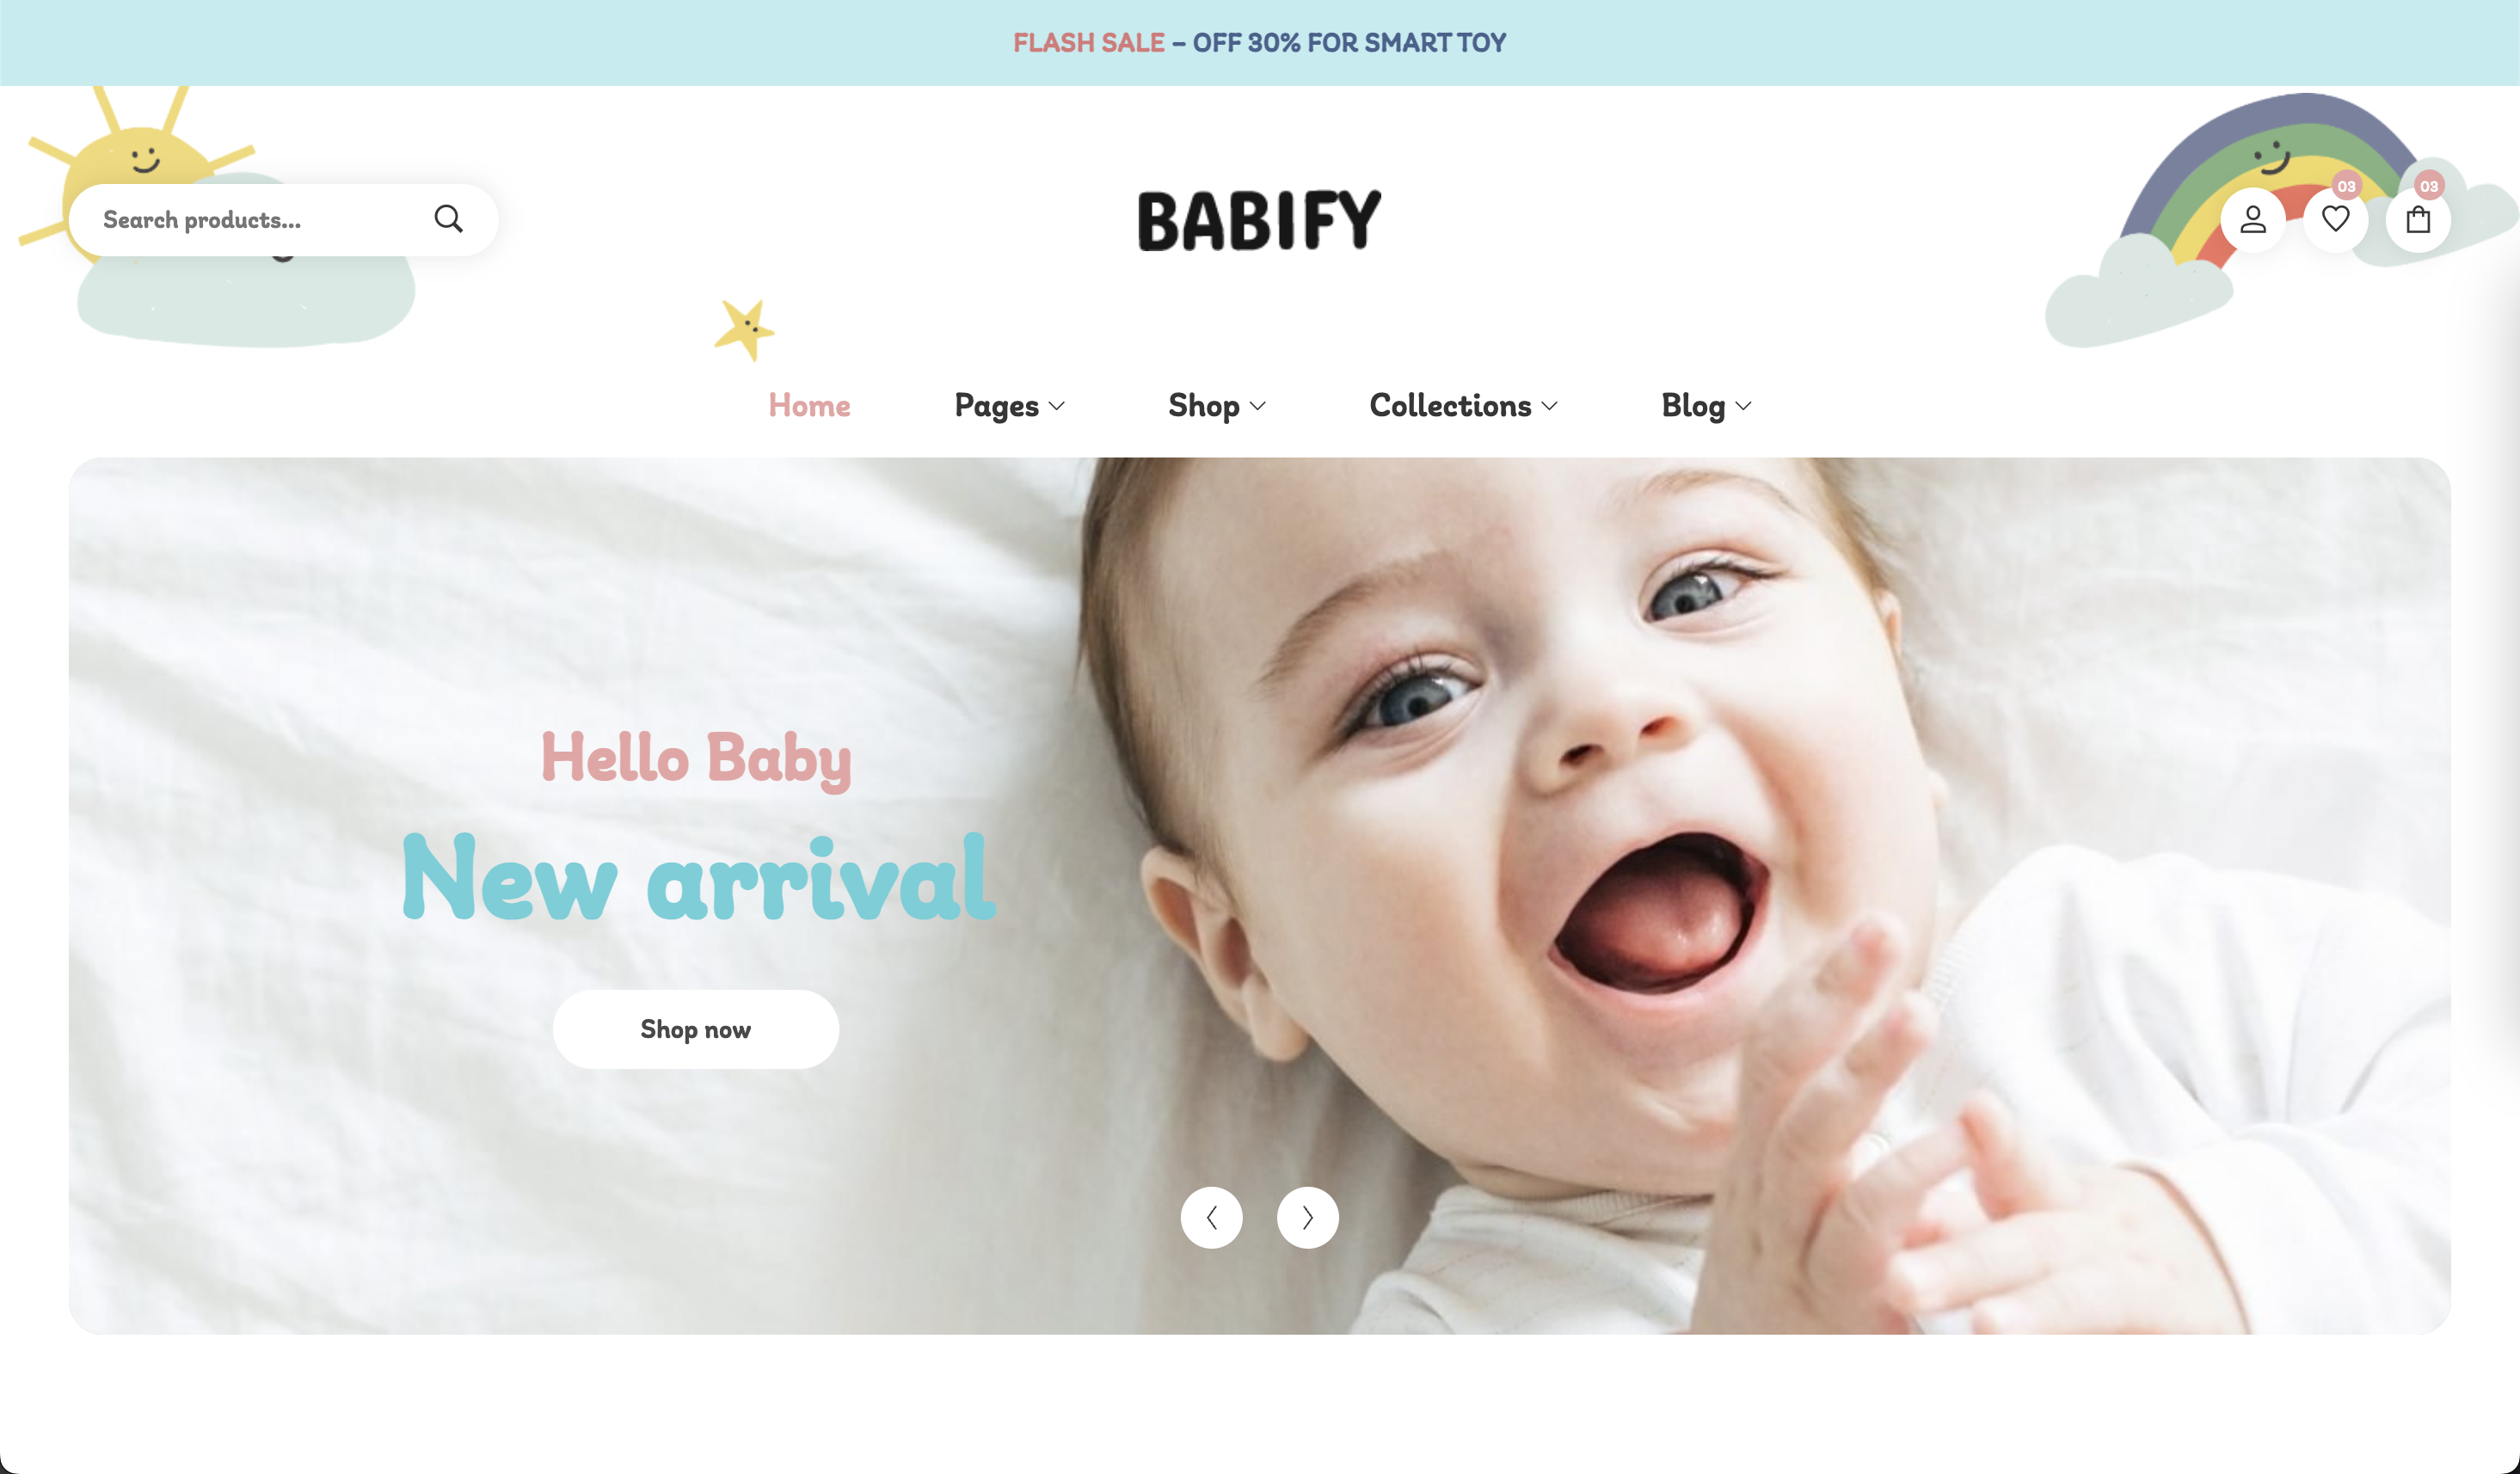 FLASH SALE – OFF 30% FOR SMART TOY
Search products...
BABIFY
03
03
Home
Pages
Shop
Collections
Blog
Hello Baby
New arrival
Shop now